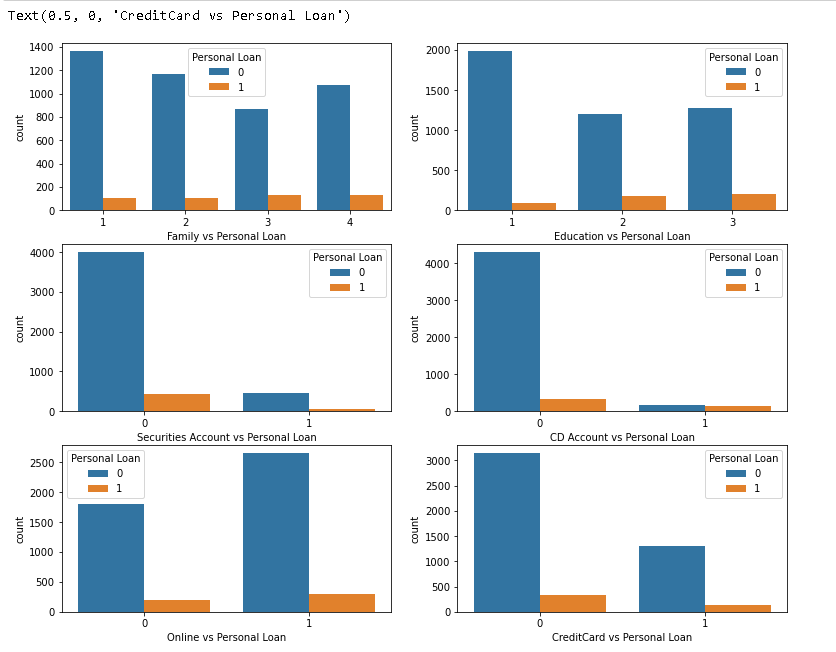 Text(0.5, 0, 'CreditCard vs Personal Loan')
1400
1200
1000
800
600
400
200
0
count
Personal Loan
0
1
1 2 3 4
Family vs Personal Loan
2000
1500
1000
500
0
count
Personal Loan
0
1
1 2 3
Education vs Personal Loan
4000
3000
2000
1000
0
count
Personal Loan
0
1
0 1
Securities Account vs Personal Loan
4000
3000
2000
1000
0
count
Personal Loan
0
1
0 1
CD Account vs Personal Loan
2500
2000
1500
1000
500
0
count
Personal Loan
0
1
0 1
Online vs Personal Loan
3000
2500
2000
1500
1000
500
0
count
Personal Loan
0
1
0 1
CreditCard vs Personal Loan